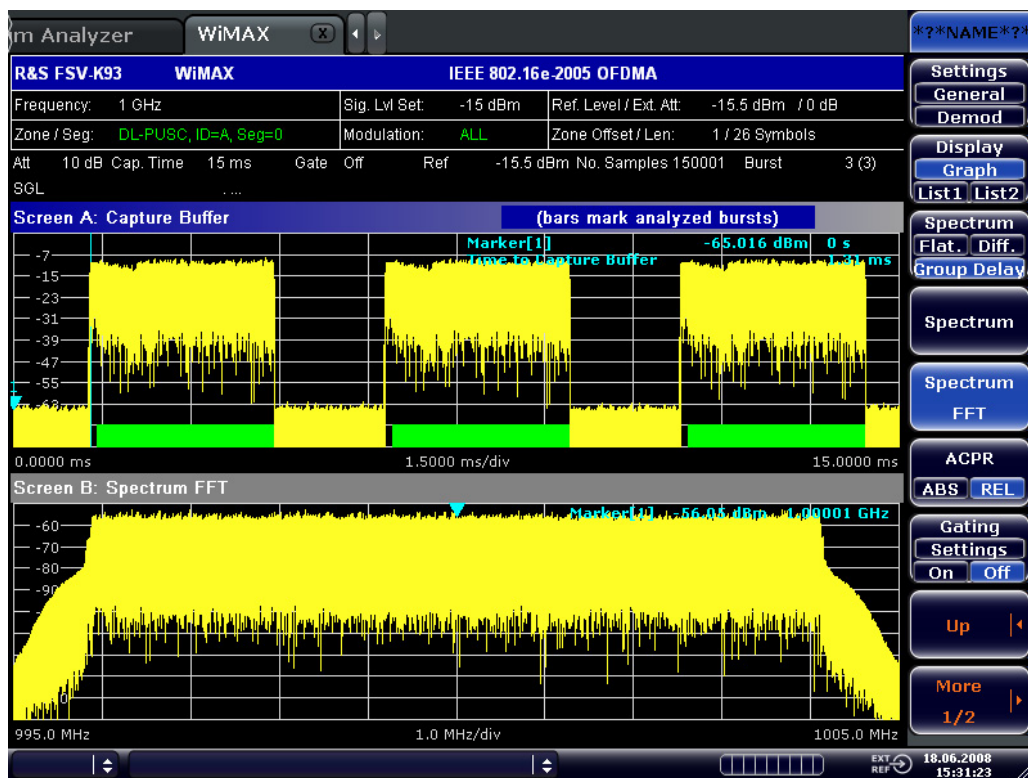 m Analyzer WiMAX X *?*NAME*?*
R&S FSV-K93 WiMAX IEEE 802.16e-2005 OFDMA
Frequency: 1 GHz Sig. Lvl Set: -15 dBm Ref. Level / Ext. Att: -15.5 dBm / 0 dB
Zone / Seg: DL-PUSC, ID=A, Seg=0 Modulation: ALL Zone Offset / Len: 1 / 26 Symbols
Att 10 dB Cap. Time 15 ms Gate Off Ref -15.5 dBm No. Samples 150001 Burst 3 (3)
SGL . ...
Screen A: Capture Buffer (bars mark analyzed bursts)
Marker[1] -65.016 dBm 0 s
Time to Capture Buffer 1.31 ms
-7
-15
-23
-31
-39
-47
-55
1
0.0000 ms 1.5000 ms/div 15.0000 ms
Screen B: Spectrum FFT
Marker[1] -56.05 dBm 1.00001 GHz
-60
-70
-80
-90
995.0 MHz 1.0 MHz/div 1005.0 MHz
Settings
General
Demod
Display
Graph
List1 List2
Spectrum
Flat. Diff.
Group Delay
Spectrum
Spectrum
FFT
ACPR
ABS REL
Gating
Settings
On Off
Up
More
1/2
EXT REF 18.06.2008
15:31:23